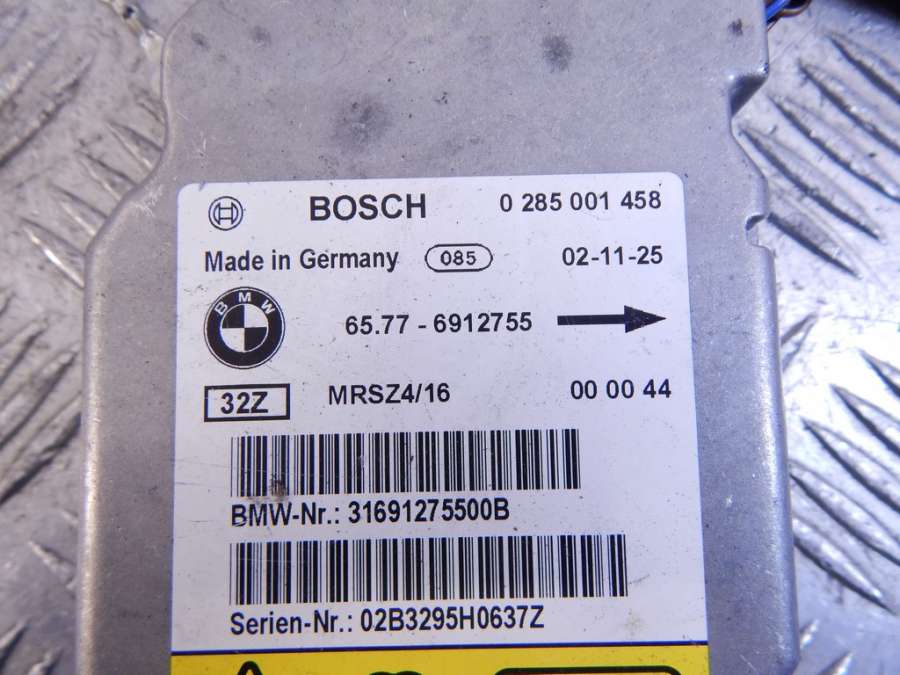 BOSCH 0 285 001 458
Made in Germany 085 02-11-25
BMW 65.77 - 6912755
32Z MRSZ4/16 00 00 44
BMW-Nr.: 31691275500B
Serien-Nr.: 02B3295H0637Z